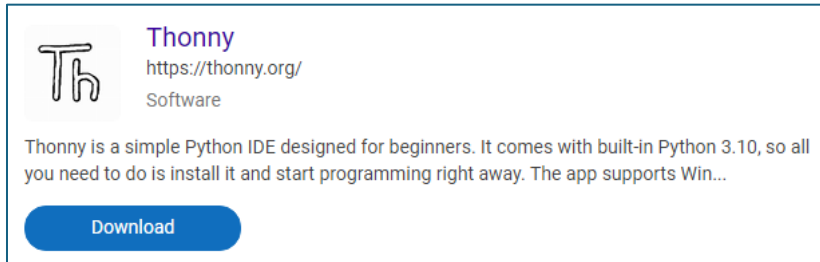 Th
Thonny
https://thonny.org/
Software
Thonny is a simple Python IDE designed for beginners. It comes with built-in Python 3.10, so all
you need to do is install it and start programming right away. The app supports Win...
Download